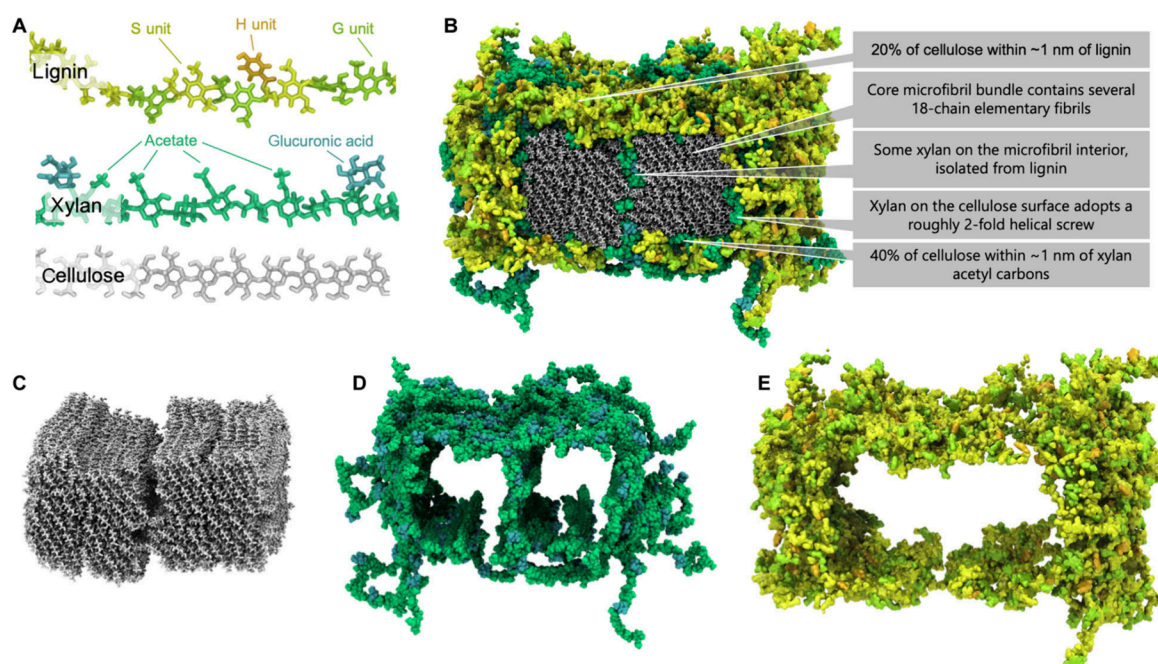 A
S unit
H unit
G unit
Lignin
Acetate
Glucuronic acid
Xylan
Cellulose
B
20% of cellulose within ~1 nm of lignin
Core microfibril bundle contains several
18-chain elementary fibrils
Some xylan on the microfibril interior,
isolated from lignin
Xylan on the cellulose surface adopts a
roughly 2-fold helical screw
40% of cellulose within ~1 nm of xylan
acetyl carbons
C
D
E